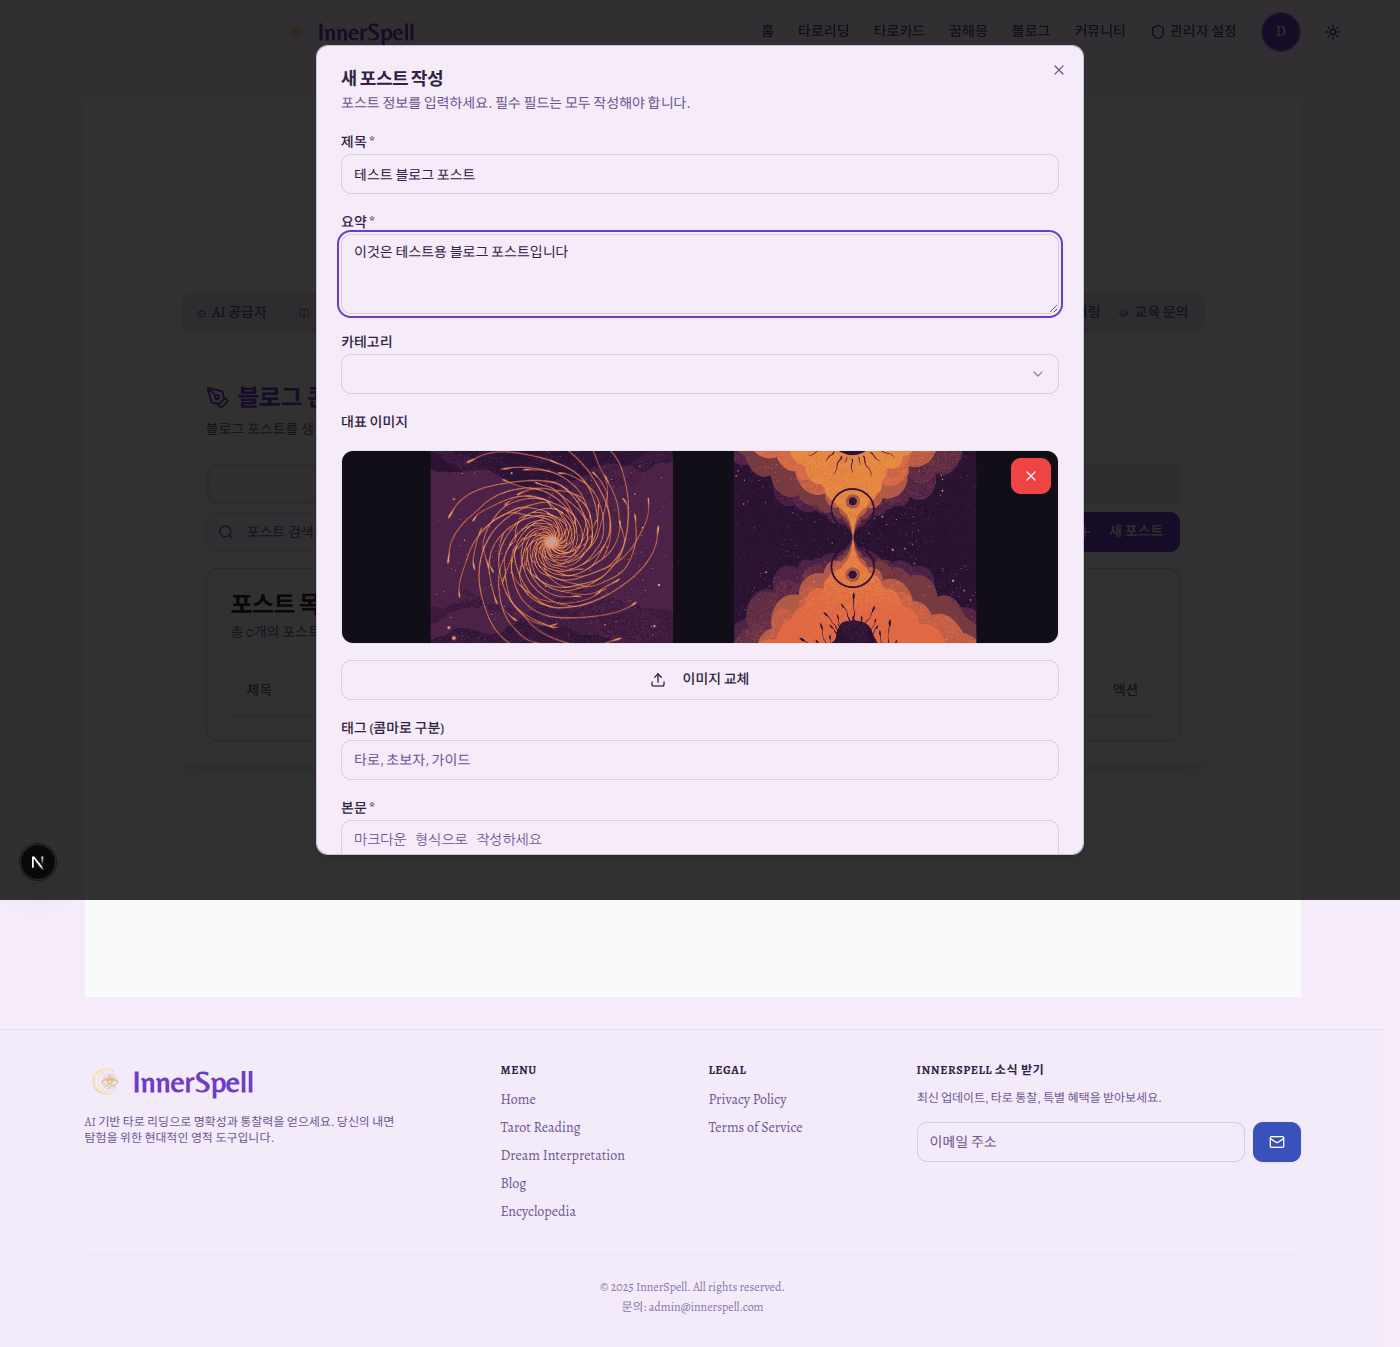 InnerSpell
홈 타로리딩 타로카드 꿈해몽 블로그 커뮤니티 관리자 설정 D
새 포스트 작성
포스트 정보를 입력하세요. 필수 필드는 모두 작성해야 합니다.
제목 *
테스트 블로그 포스트
요약 *
이것은 테스트용 블로그 포스트입니다
AI 공급자
링 교육 문의
카테고리
블로그
블로그 포스트를 생
대표 이미지
포스트 검색
새 포스트
포스트 목
총 0개의 포스트
제목
액션
이미지 교체
태그 (콤마로 구분)
타로, 초보자, 가이드
본문 *
마크다운 형식으로 작성하세요
N
InnerSpell
AI 기반 타로 리딩으로 명확성과 통찰력을 얻으세요. 당신의 내면
탐험을 위한 현대적인 영적 도구입니다.
MENU
Home
Tarot Reading
Dream Interpretation
Blog
Encyclopedia
LEGAL
Privacy Policy
Terms of Service
INNERSPELL 소식 받기
최신 업데이트, 타로 통찰, 특별 혜택을 받아보세요.
이메일 주소
© 2025 InnerSpell. All rights reserved.
문의: admin@innerspell.com